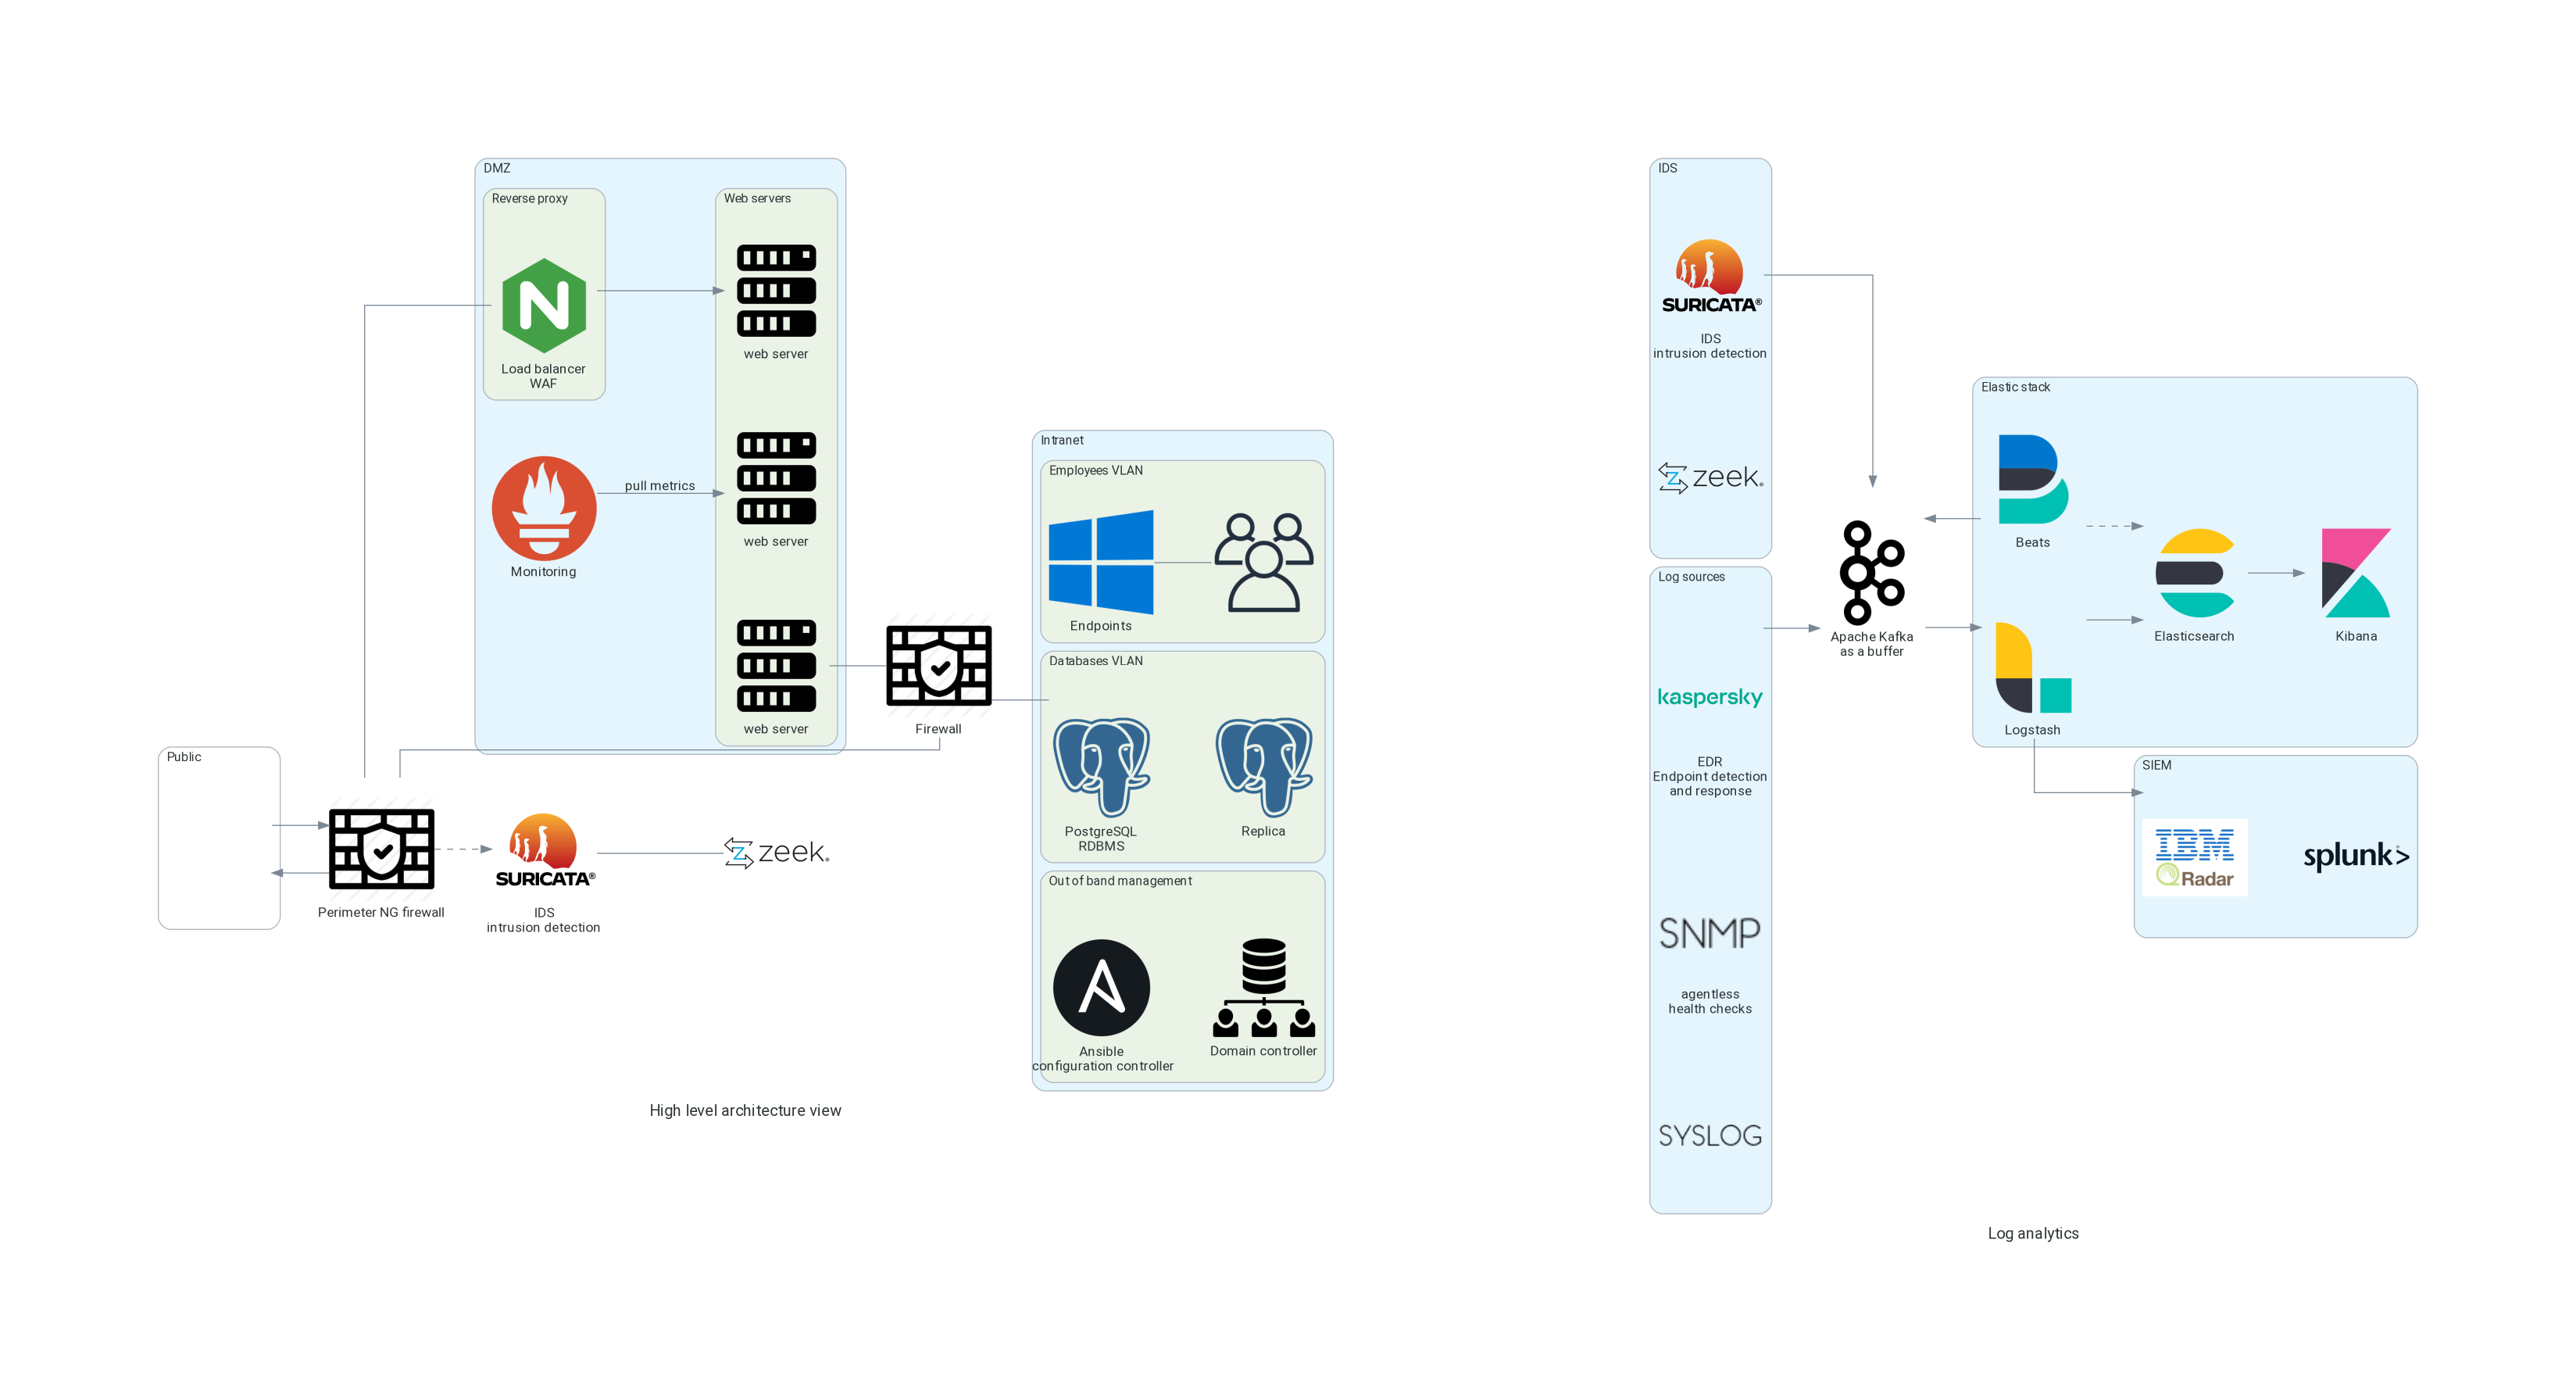 DMZ
Reverse proxy
Load balancer
WAF
Monitoring
pull metrics
Web servers
web server
web server
web server
Firewall
Public
Perimeter NG firewall
SURICATA®
IDS
intrusion detection
zeek®
Intranet
Employees VLAN
Endpoints
Databases VLAN
PostgreSQL
RDBMS
Replica
Out of band management
Ansible
configuration controller
Domain controller
High level architecture view
IDS
SURICATA®
IDS
intrusion detection
zeek®
Log sources
kaspersky
EDR
Endpoint detection
and response
SNMP
agentless
health checks
SYSLOG
Apache Kafka
as a buffer
Elastic stack
Beats
Elasticsearch
Kibana
Logstash
SIEM
IBM
QRadar
splunk>
Log analytics